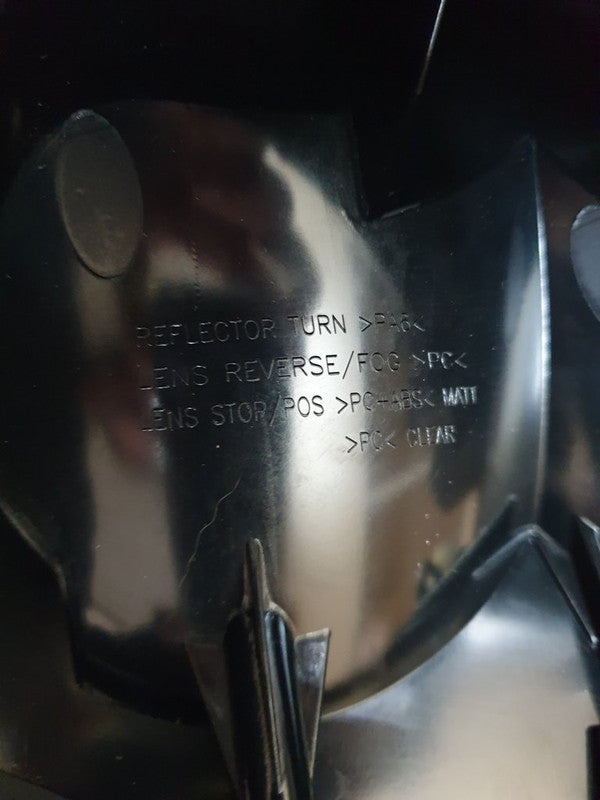 REFLECTOR TURN >PA6<
LENS REVERSE/FOG >PC<
LENS STOP/POS >PC-ABS< MATT
>PC< CLEAR